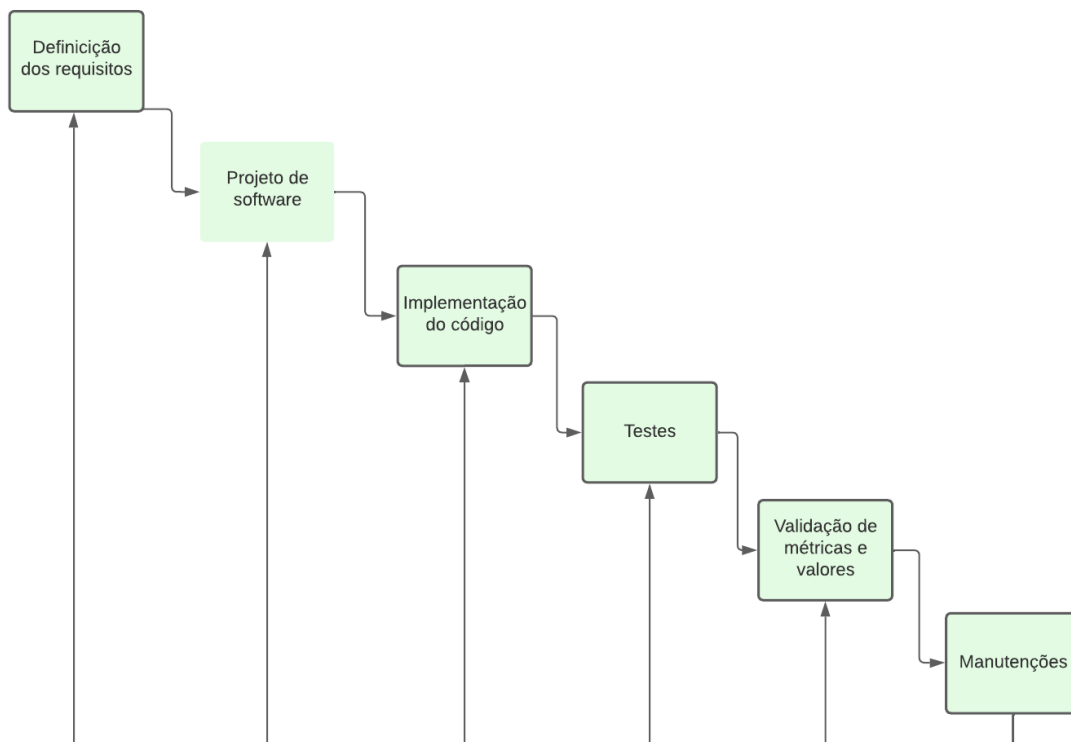 Definicição
dos requisitos
Projeto de
software
Implementação
do código
Testes
Validação de
métricas e
valores
Manutenções